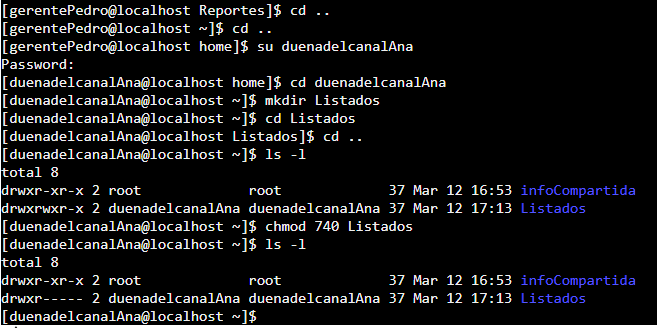 [gerentePedro@localhost Reportes]$ cd ..
[gerentePedro@localhost ~]$ cd ..
[gerentePedro@localhost home]$ su duenadelcanalAna
Password:
[duenadelcanalAna@localhost home]$ cd duenadelcanalAna
[duenadelcanalAna@localhost ~]$ mkdir Listados
[duenadelcanalAna@localhost ~]$ cd Listados
[duenadelcanalAna@localhost Listados]$ cd ..
[duenadelcanalAna@localhost ~]$ ls -l
total 8
drwxr-xr-x 2 root             root             37 Mar 12 16:53 infoCompartida
drwxrwxr-x 2 duenadelcanalAna duenadelcanalAna 37 Mar 12 17:13 Listados
[duenadelcanalAna@localhost ~]$ chmod 740 Listados
[duenadelcanalAna@localhost ~]$ ls -l
total 8
drwxr-xr-x 2 root             root             37 Mar 12 16:53 infoCompartida
drwxr----- 2 duenadelcanalAna duenadelcanalAna 37 Mar 12 17:13 Listados
[duenadelcanalAna@localhost ~]$